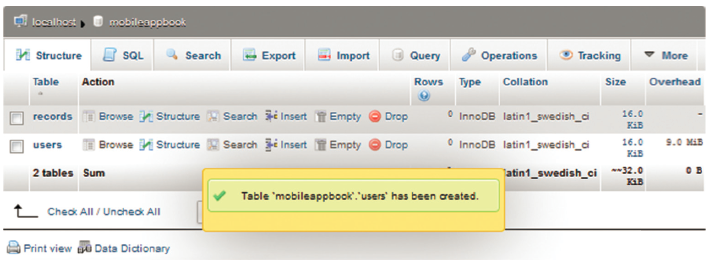 localhost ▸ mobileappbook
Structure SQL Search Export Import Query Operations Tracking More
Table Action Rows Type Collation Size Overhead
records Browse Structure Search Insert Empty Drop 0 InnoDB latin1_swedish_ci 16.0 KiB -
users Browse Structure Search Insert Empty Drop 0 InnoDB latin1_swedish_ci 16.0 KiB 9.0 MiB
2 tables Sum latin1_swedish_ci ~~32.0 KiB 0 B
Table 'mobileappbook'.'users' has been created.
Check All / Uncheck All
Print view Data Dictionary